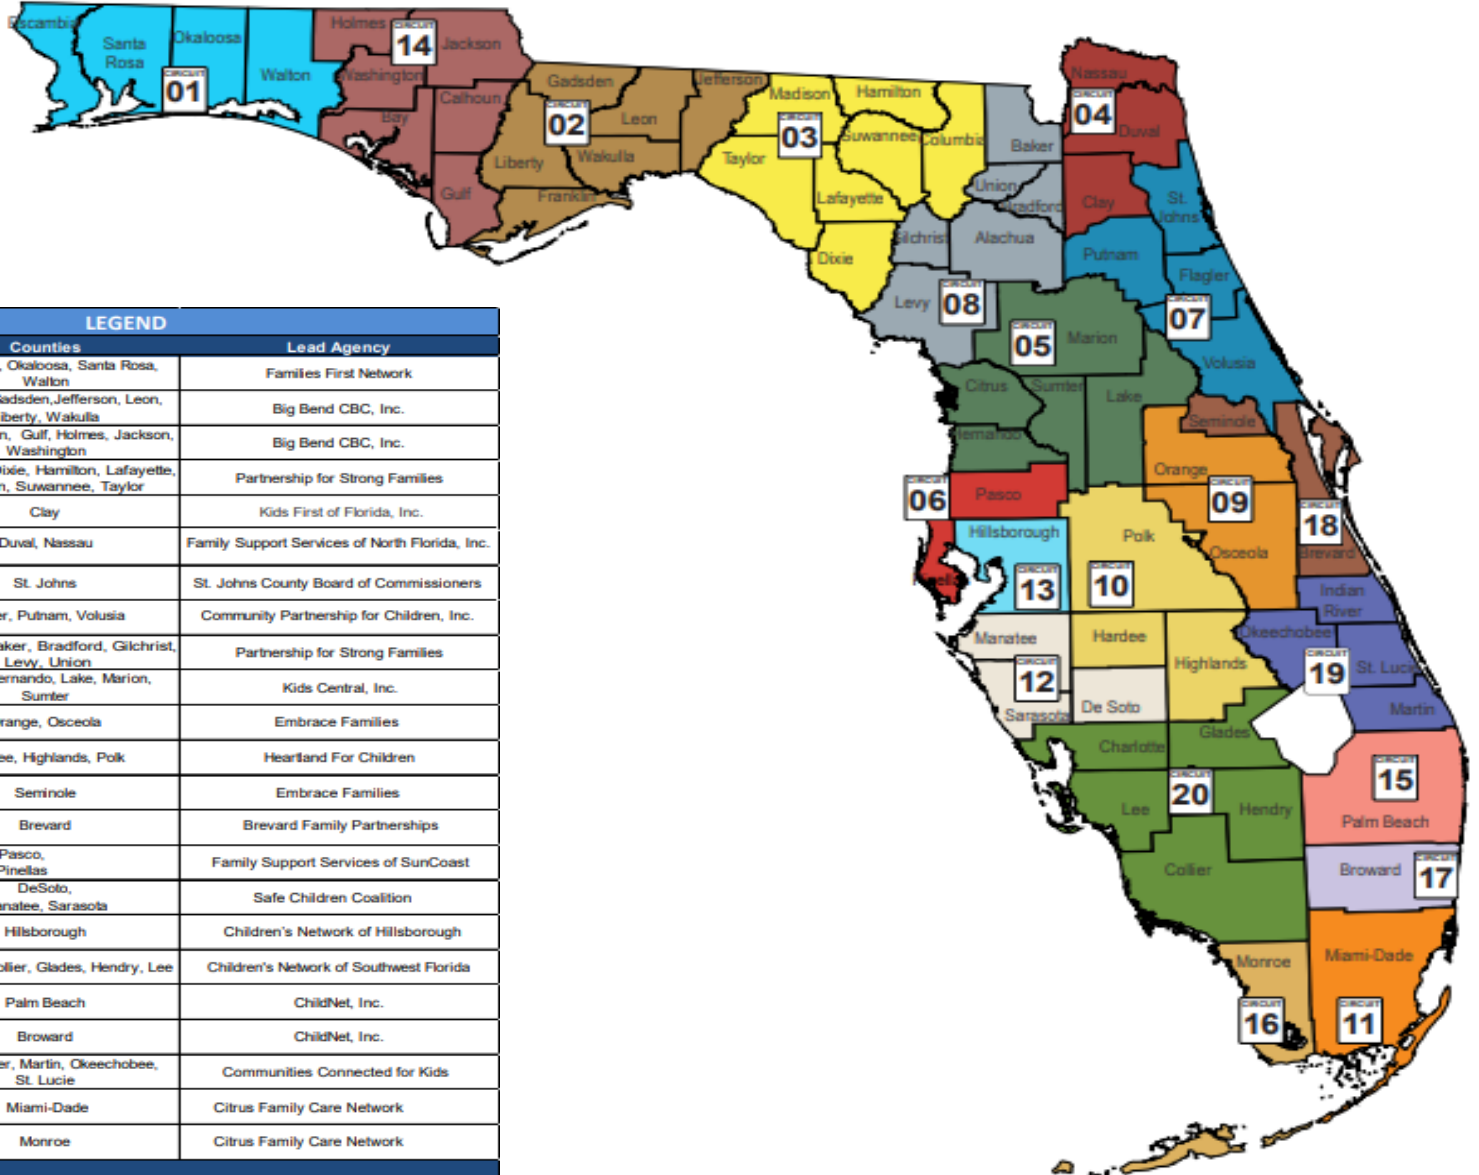 Escambia
Santa
Rosa
Okaloosa
Walton
CIRCUIT
01
Holmes
CIRCUIT
14
Jackson
Washington
Calhoun
Bay
Gulf
Gadsden
CIRCUIT
02
Leon
Jefferson
Liberty
Wakulla
Franklin
Madison
Hamilton
CIRCUIT
03
Suwannee
Columbia
Taylor
Lafayette
Dixie
Nassau
CIRCUIT
04
Duval
Baker
Union
Bradford
Clay
St.
Johns
Gilchrist
Alachua
Putnam
Flagler
Levy
CIRCUIT
08
CIRCUIT
05
Marion
CIRCUIT
07
Volusia
Citrus
Sumter
Lake
Hernando
Seminole
Orange
CIRCUIT
06
Pasco
CIRCUIT
09
CIRCUIT
18
Hillsborough
Polk
Osceola
Brevard
CIRCUIT
13
CIRCUIT
10
Indian
River
Manatee
Hardee
Highlands
Okeechobee
CIRCUIT
12
CIRCUIT
19
St. Lucie
Sarasota
De Soto
Martin
Charlotte
Glades
CIRCUIT
20
CIRCUIT
15
Lee
Hendry
Palm Beach
Collier
Broward
CIRCUIT
17
Monroe
Miami-Dade
CIRCUIT
16
CIRCUIT
11
LEGEND
Counties Lead Agency
, Okaloosa, Santa Rosa,
Walton
Families First Network
adsden,Jefferson, Leon,
iberty, Wakulla
Big Bend CBC, Inc.
n, Gulf, Holmes, Jackson,
Washington
Big Bend CBC, Inc.
ixie, Hamilton, Lafayette,
n, Suwannee, Taylor
Partnership for Strong Families
Clay Kids First of Florida, Inc.
Duval, Nassau Family Support Services of North Florida, Inc.
St. Johns St. Johns County Board of Commissioners
er, Putnam, Volusia Community Partnership for Children, Inc.
aker, Bradford, Gilchrist,
Levy, Union
Partnership for Strong Families
ernando, Lake, Marion,
Sumter
Kids Central, Inc.
range, Osceola Embrace Families
ee, Highlands, Polk Heartland For Children
Seminole Embrace Families
Brevard Brevard Family Partnerships
Pasco,
Pinellas
Family Support Services of SunCoast
DeSoto,
anatee, Sarasota
Safe Children Coalition
Hillsborough Children's Network of Hillsborough
ollier, Glades, Hendry, Lee Children's Network of Southwest Florida
Palm Beach ChildNet, Inc.
Broward ChildNet, Inc.
er, Martin, Okeechobee,
St. Lucie
Communities Connected for Kids
Miami-Dade Citrus Family Care Network
Monroe Citrus Family Care Network